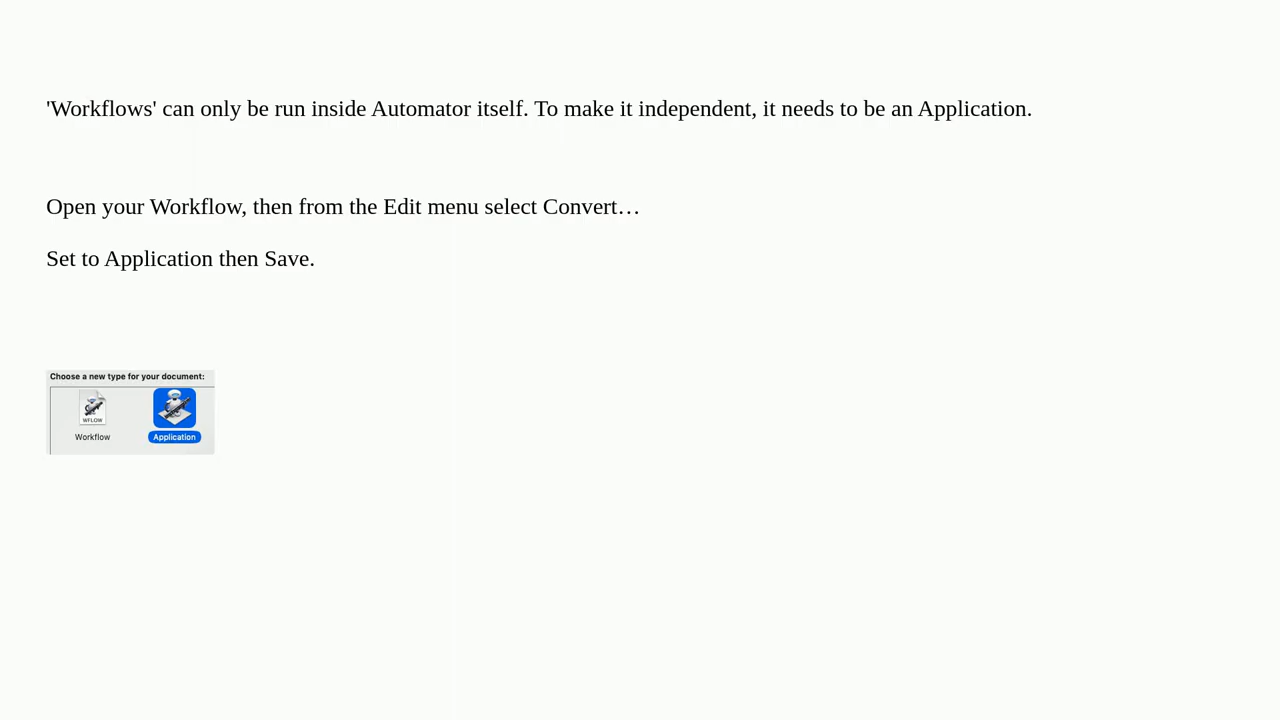 'Workflows' can only be run inside Automator itself. To make it independent, it needs to be an Application.
Open your Workflow, then from the Edit menu select Convert…
Set to Application then Save.
Choose a new type for your document:
WFLOW
Workflow Application